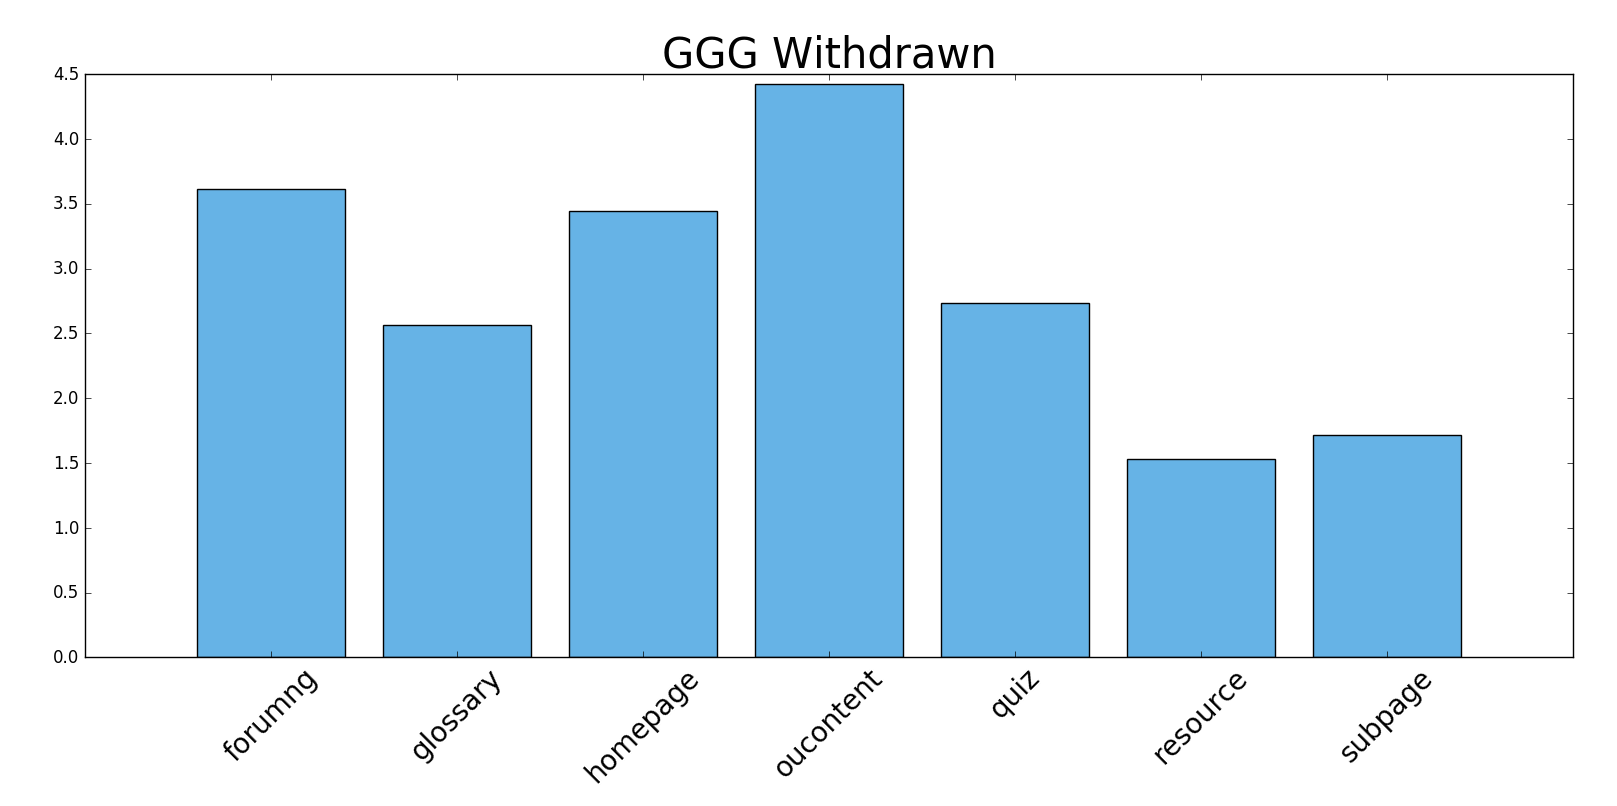 GGG Withdrawn
4.5
4.0
3.5
3.0
2.5
2.0
1.5
1.0
0.5
0.0
forumng
glossary
homepage
oucontent
quiz
resource
subpage